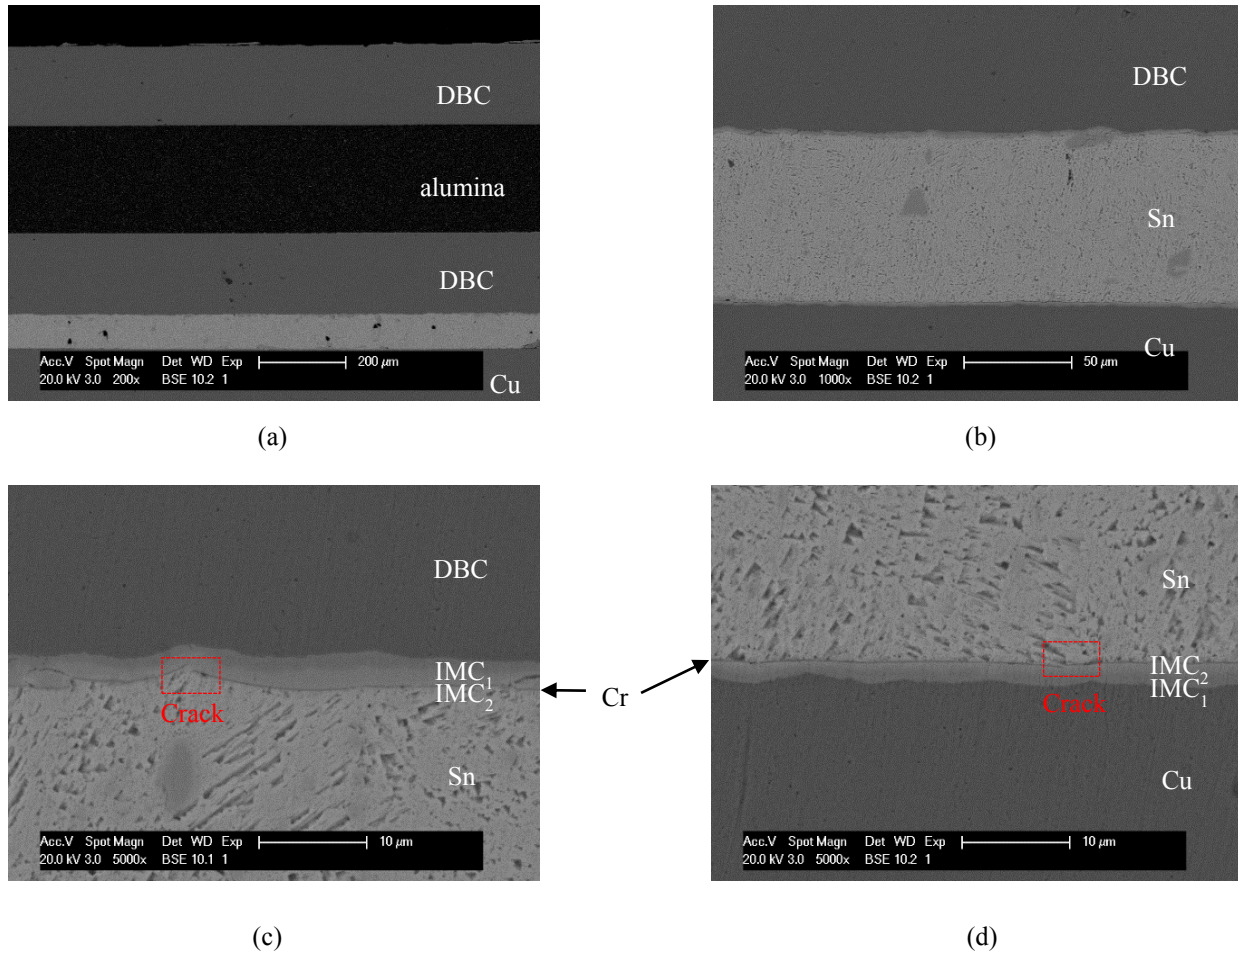 DBC
alumina
DBC
Acc.V Spot Magn Det WD Exp 200 µm
20.0 kV 3.0 200x BSE 10.2 1
Cu
(a)
DBC
Sn
Acc.V Spot Magn Det WD Exp 50 µm
20.0 kV 3.0 1000x BSE 10.2 1
Cu
(b)
DBC
IMC1
IMC2
Crack
Sn
Acc.V Spot Magn Det WD Exp 10 µm
20.0 kV 3.0 5000x BSE 10.1 1
(c)
Cr
Sn
IMC2
IMC1
Crack
Cu
Acc.V Spot Magn Det WD Exp 10 µm
20.0 kV 3.0 5000x BSE 10.2 1
(d)